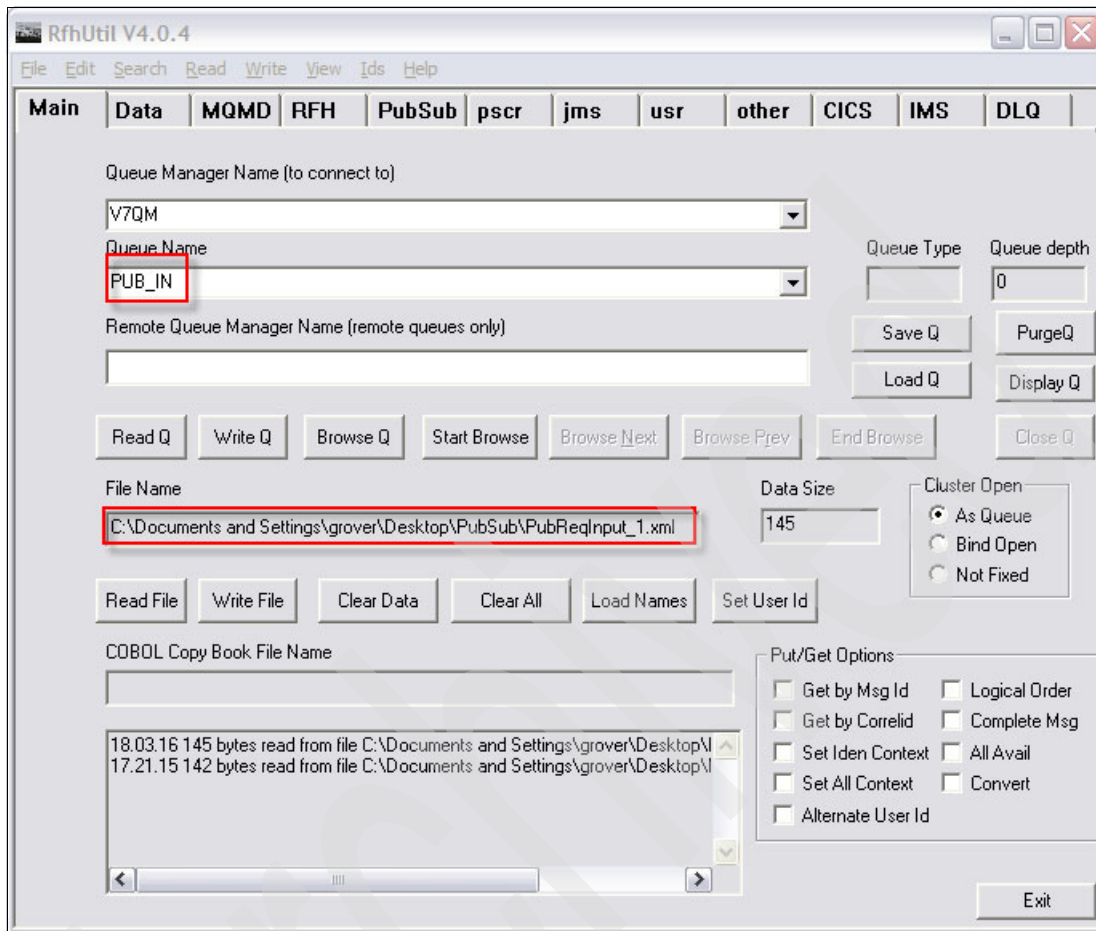 RfhUtil V4.0.4
File Edit Search Read Write View Ids Help
Main Data MQMD RFH PubSub pscr jms usr other CICS IMS DLQ
Queue Manager Name (to connect to)
V7QM
Queue Name Queue Type Queue depth
PUB_IN 0
Remote Queue Manager Name (remote queues only)
Save Q PurgeQ
Load Q Display Q
Read Q Write Q Browse Q Start Browse Browse Next Browse Prev End Browse Close Q
File Name Data Size Cluster Open
C:\Documents and Settings\grover\Desktop\PubSub\PubReqInput_1.xml 145 As Queue
Bind Open
Not Fixed
Read File Write File Clear Data Clear All Load Names Set User Id
COBOL Copy Book File Name Put/Get Options
Get by Msg Id Logical Order
Get by Correlid Complete Msg
18.03.16 145 bytes read from file C:\Documents and Settings\grover\Desktop\ Set Iden Context All Avail
17.21.15 142 bytes read from file C:\Documents and Settings\grover\Desktop\ Set All Context Convert
Alternate User Id
Exit